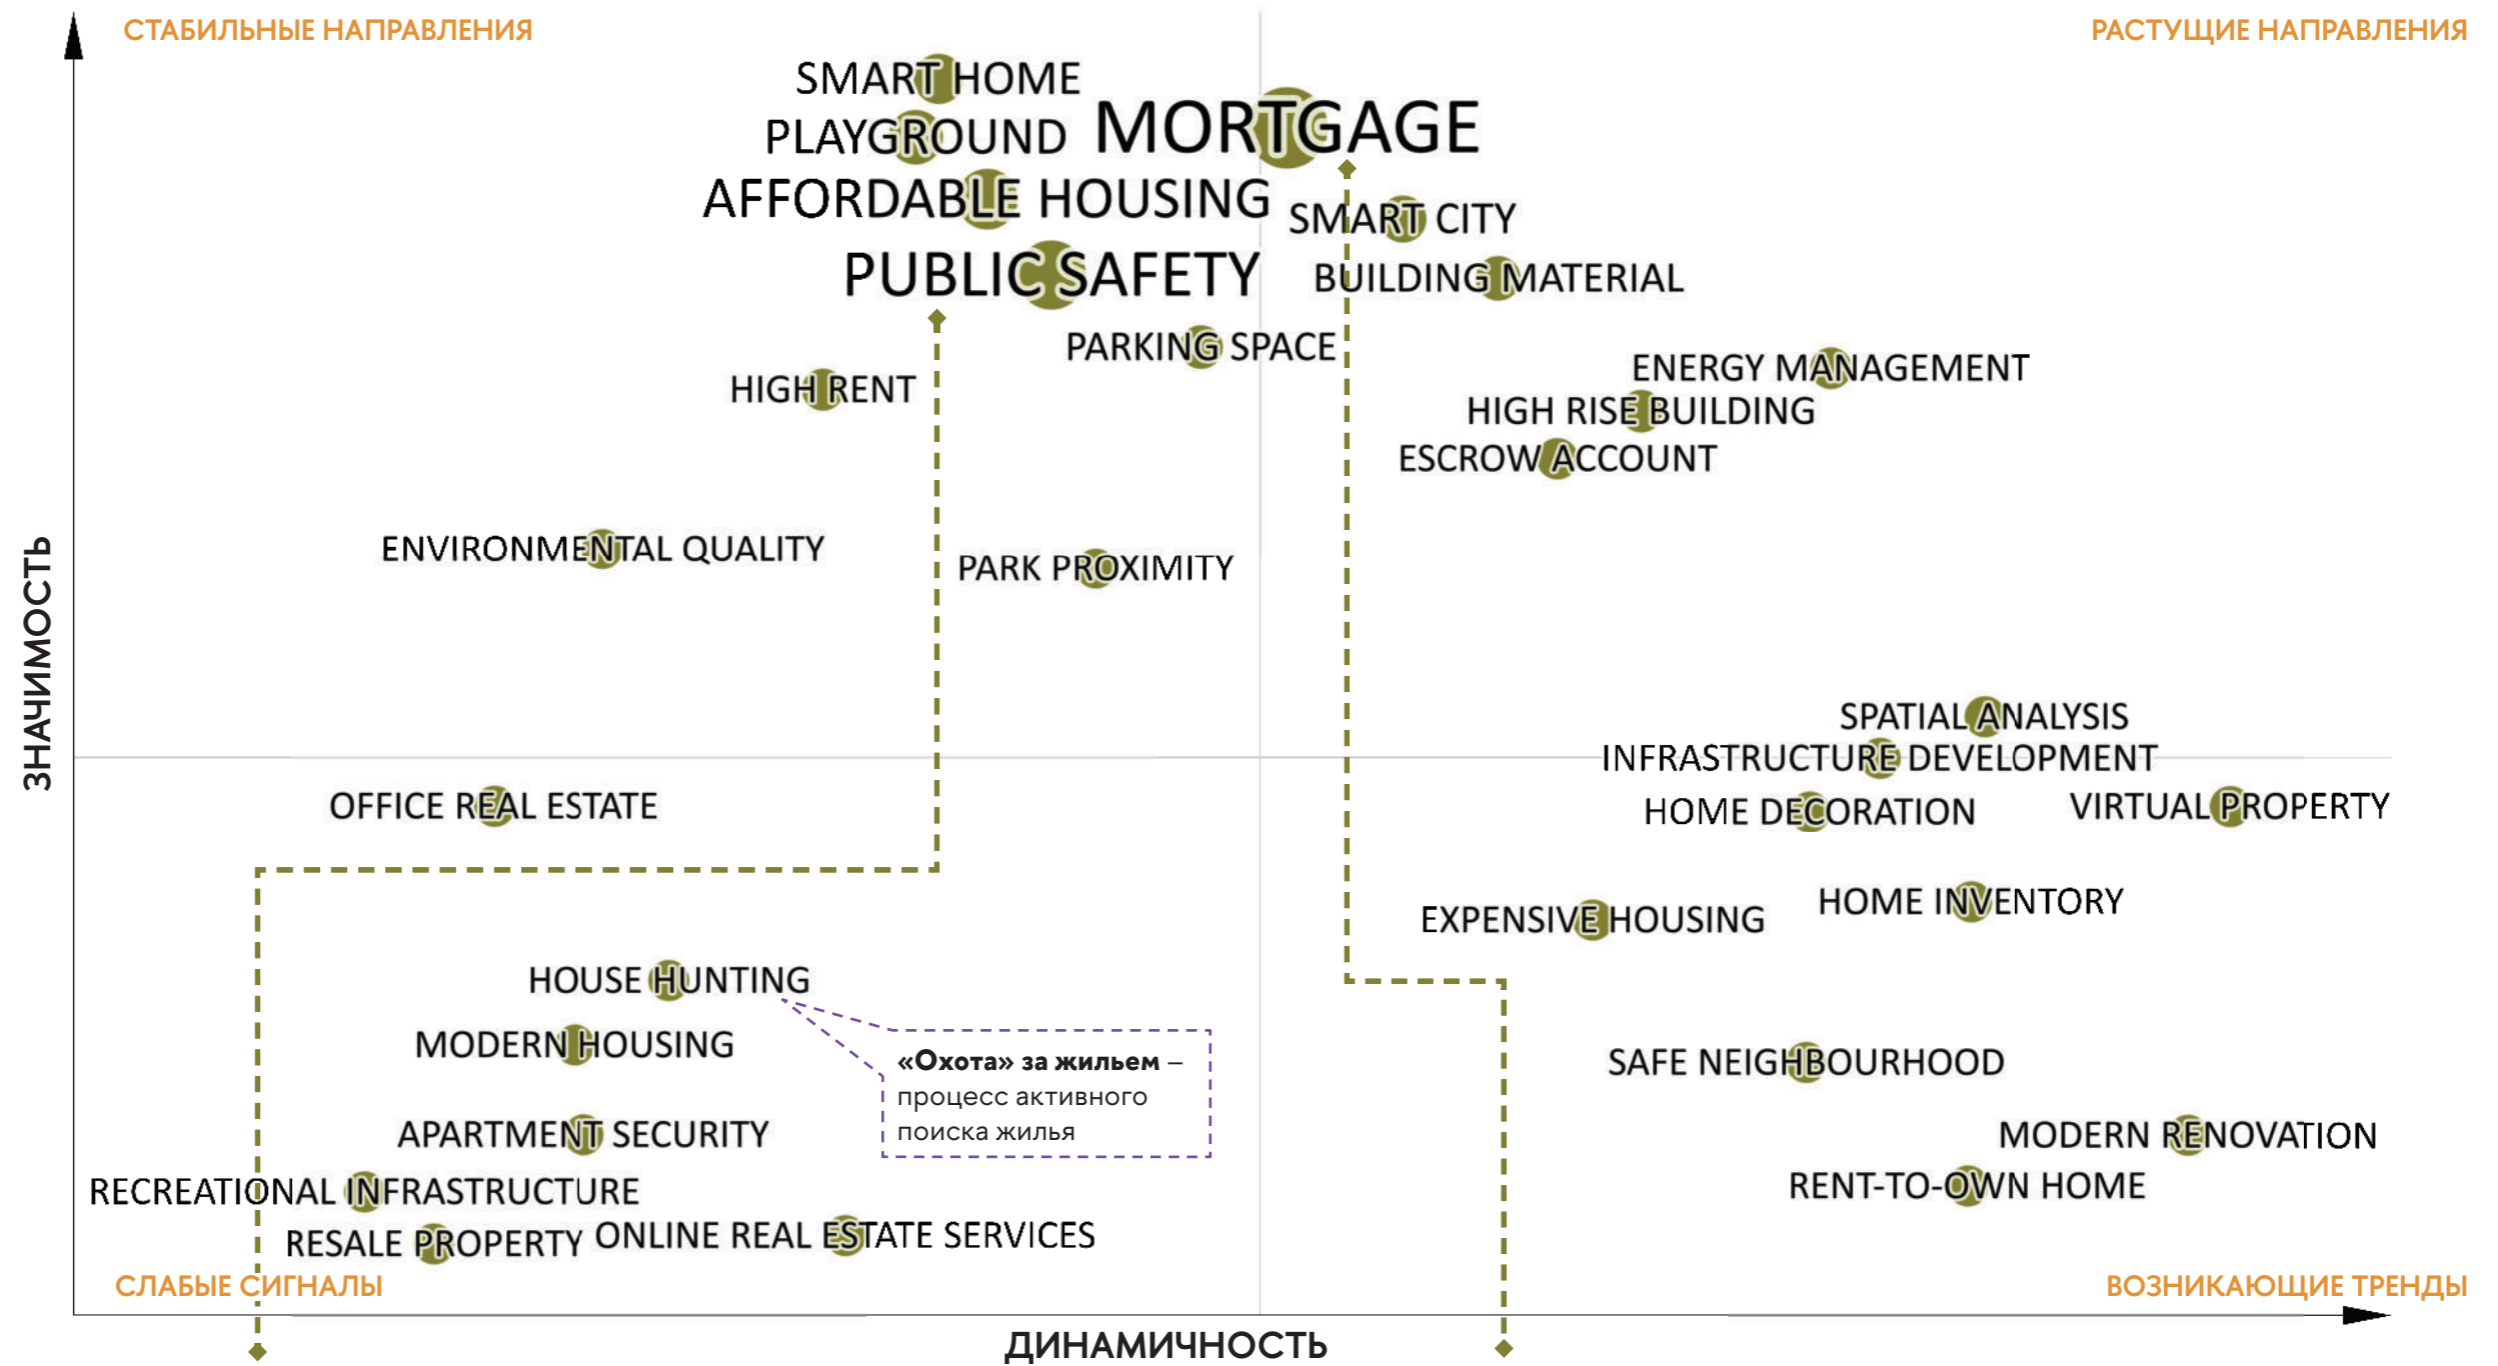 СТАБИЛЬНЫЕ НАПРАВЛЕНИЯ
РАСТУЩИЕ НАПРАВЛЕНИЯ
SMART HOME
PLAYGROUND
MORTGAGE
AFFORDABLE HOUSING
SMART CITY
PUBLIC SAFETY
BUILDING MATERIAL
PARKING SPACE
HIGH RENT
ENERGY MANAGEMENT
HIGH RISE BUILDING
ESCROW ACCOUNT
ENVIRONMENTAL QUALITY
PARK PROXIMITY
ЗНАЧИМОСТЬ
SPATIAL ANALYSIS
INFRASTRUCTURE DEVELOPMENT
OFFICE REAL ESTATE
HOME DECORATION
VIRTUAL PROPERTY
EXPENSIVE HOUSING
HOME INVENTORY
HOUSE HUNTING
MODERN HOUSING
«Охота» за жильем –
процесс активного
поиска жилья
SAFE NEIGHBOURHOOD
APARTMENT SECURITY
MODERN RENOVATION
RECREATIONAL INFRASTRUCTURE
RENT-TO-OWN HOME
RESALE PROPERTY
ONLINE REAL ESTATE SERVICES
СЛАБЫЕ СИГНАЛЫ
ВОЗНИКАЮЩИЕ ТРЕНДЫ
ДИНАМИЧНОСТЬ